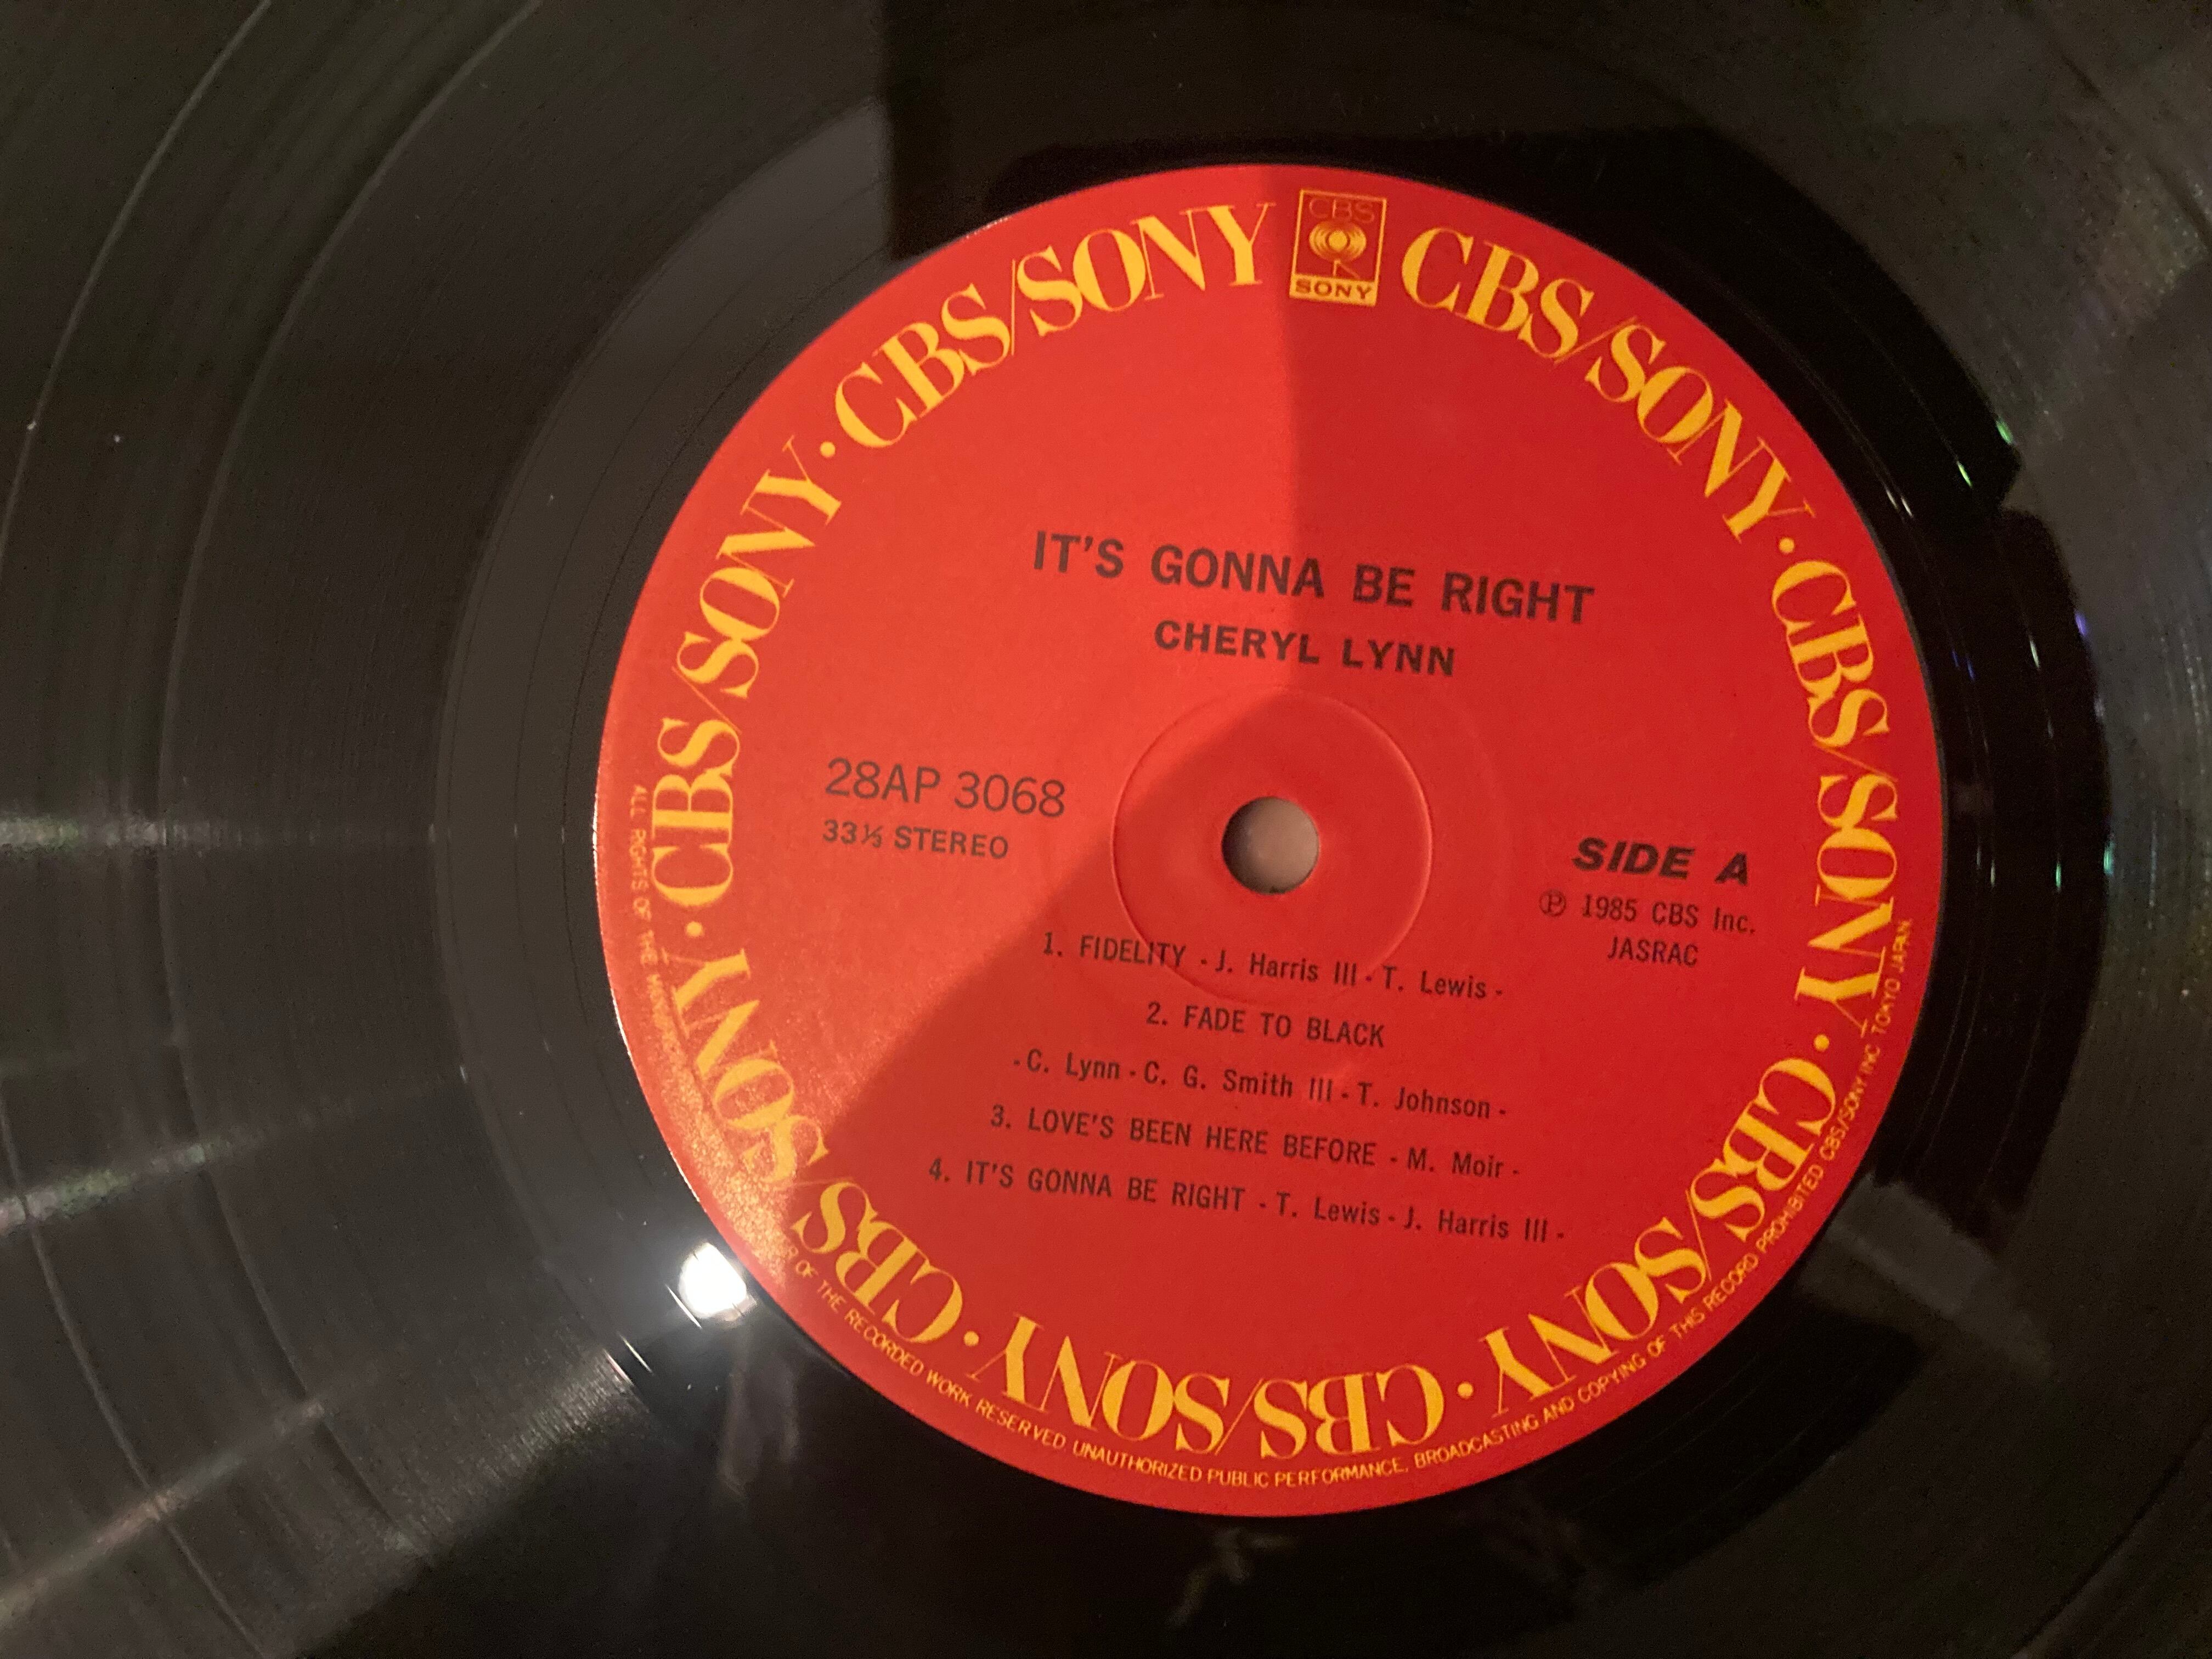 CBS
SONY
CBS/SONY · CBS/SONY · CBS/SONY · CBS/SONY · CBS/SONY · CBS/SONY · CBS/SONY · CBS/SONY
IT'S GONNA BE RIGHT
CHERYL LYNN
28AP 3068
33⅓ STEREO
SIDE A
Ⓟ 1985 CBS Inc.
JASRAC
1. FIDELITY - J. Harris III - T. Lewis -
2. FADE TO BLACK
- C. Lynn - C. G. Smith III - T. Johnson -
3. LOVE'S BEEN HERE BEFORE - M. Moir -
4. IT'S GONNA BE RIGHT - T. Lewis - J. Harris III -
ALL RIGHTS OF THE OF THE RECORDED WORK RESERVED UNAUTHORIZED PUBLIC PERFORMANCE, BROADCASTING AND COPYING OF THIS RECORD PROHIBITED CBS/SONY INC. TOKYO JAPAN